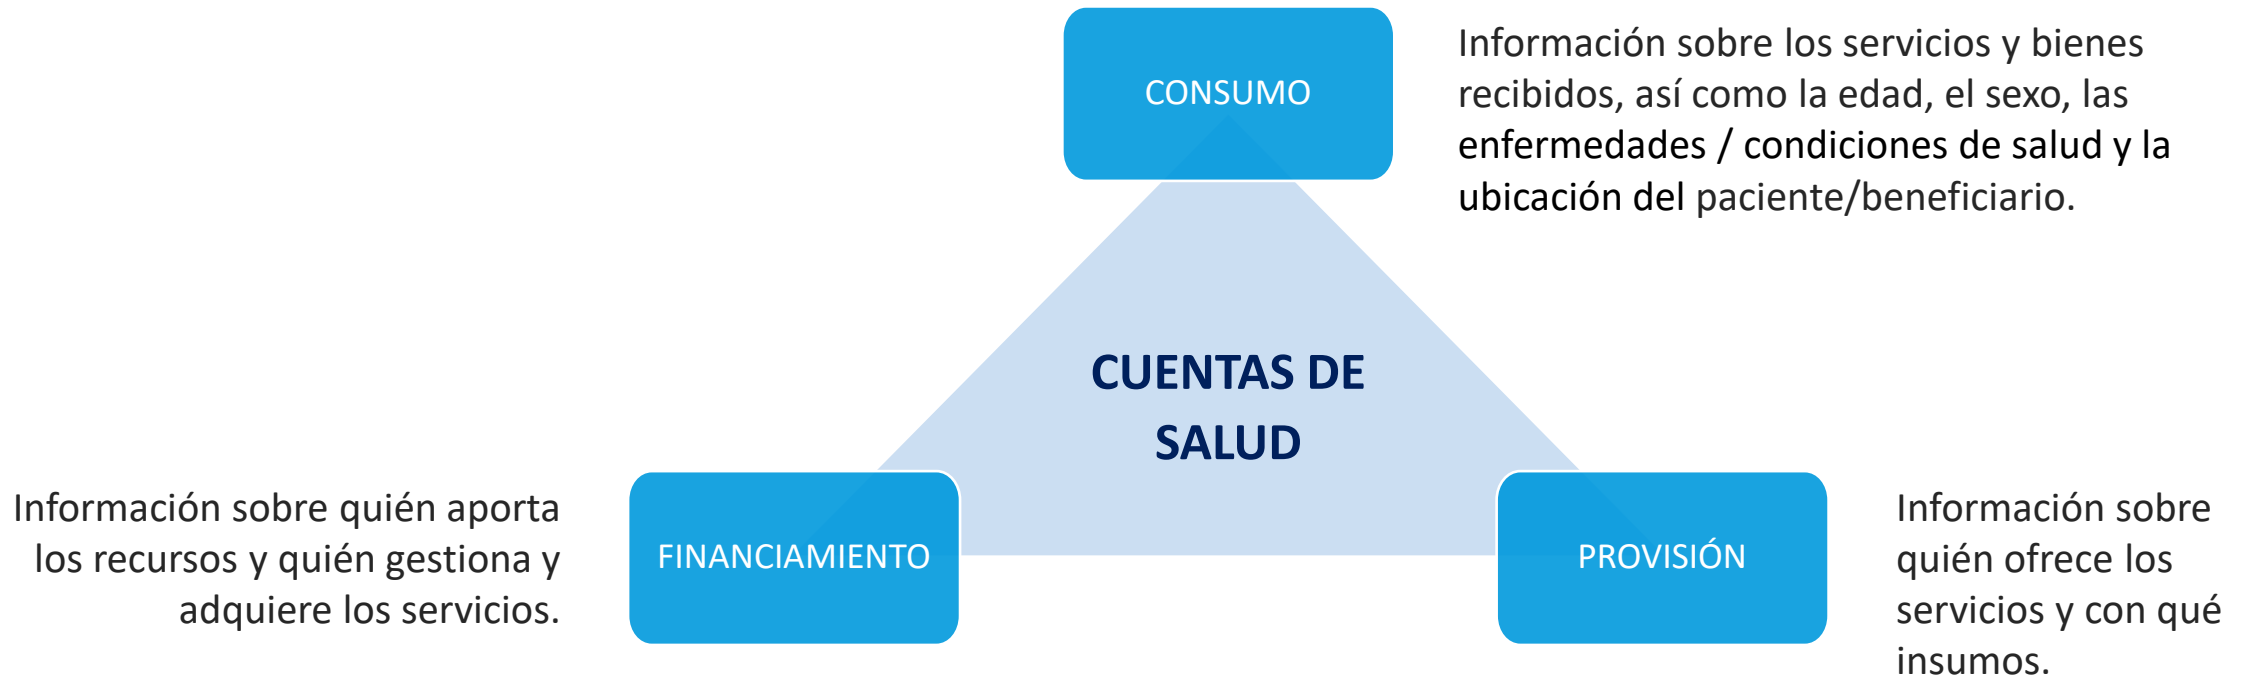 CONSUMO
Información sobre los servicios y bienes
recibidos, así como la edad, el sexo, las
enfermedades / condiciones de salud y la
ubicación del paciente/beneficiario.
CUENTAS DE
SALUD
Información sobre quién aporta
los recursos y quién gestiona y
adquiere los servicios.
FINANCIAMIENTO
PROVISIÓN
Información sobre
quién ofrece los
servicios y con qué
insumos.